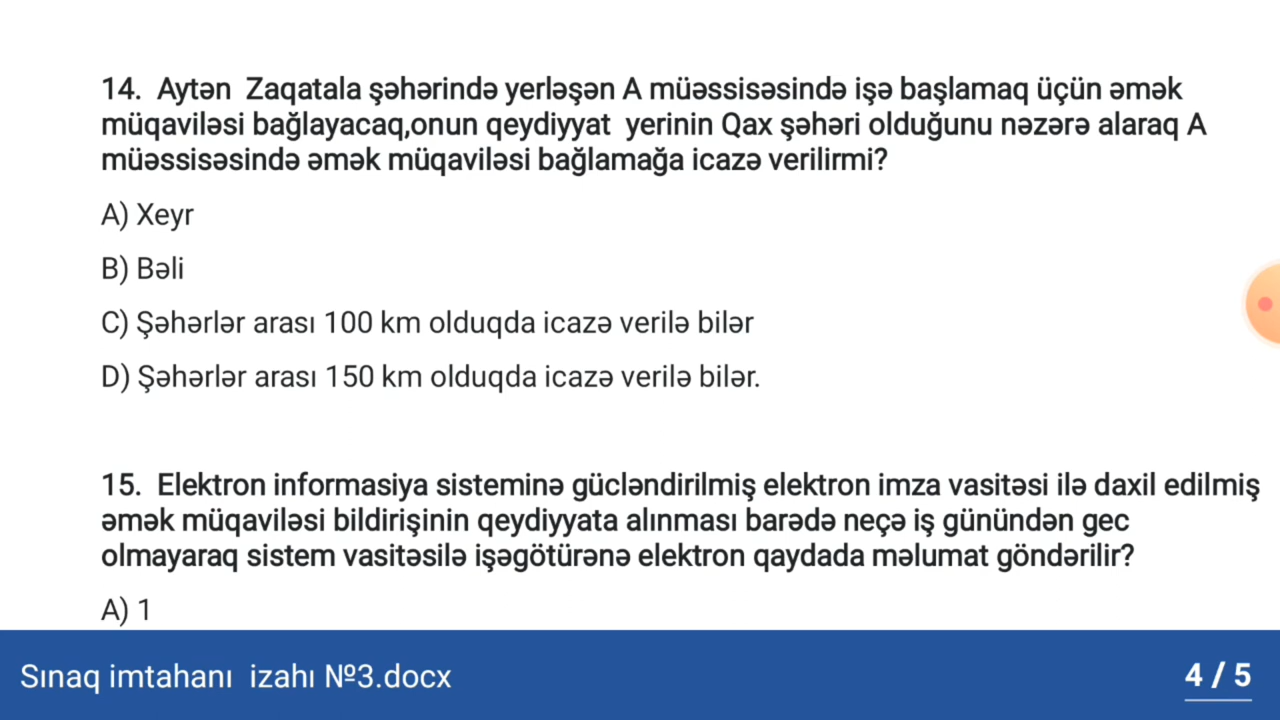 14. Aytən Zaqatala şəhərində yerləşən A müəssisəsində işə başlamaq üçün əmək
müqaviləsi bağlayacaq,onun qeydiyyat yerinin Qax şəhəri olduğunu nəzərə alaraq A
müəssisəsində əmək müqaviləsi bağlamağa icazə verilirmi?
A) Xeyr
B) Bəli
C) Şəhərlər arası 100 km olduqda icazə verilə bilər
D) Şəhərlər arası 150 km olduqda icazə verilə bilər.
15. Elektron informasiya sisteminə gücləndirilmiş elektron imza vasitəsi ilə daxil edilmiş
əmək müqaviləsi bildirişinin qeydiyyata alınması barədə neçə iş günündən gec
olmayaraq sistem vasitəsilə işəgötürənə elektron qaydada məlumat göndərilir?
A) 1
Sınaq imtahanı izahı №3.docx
4 / 5